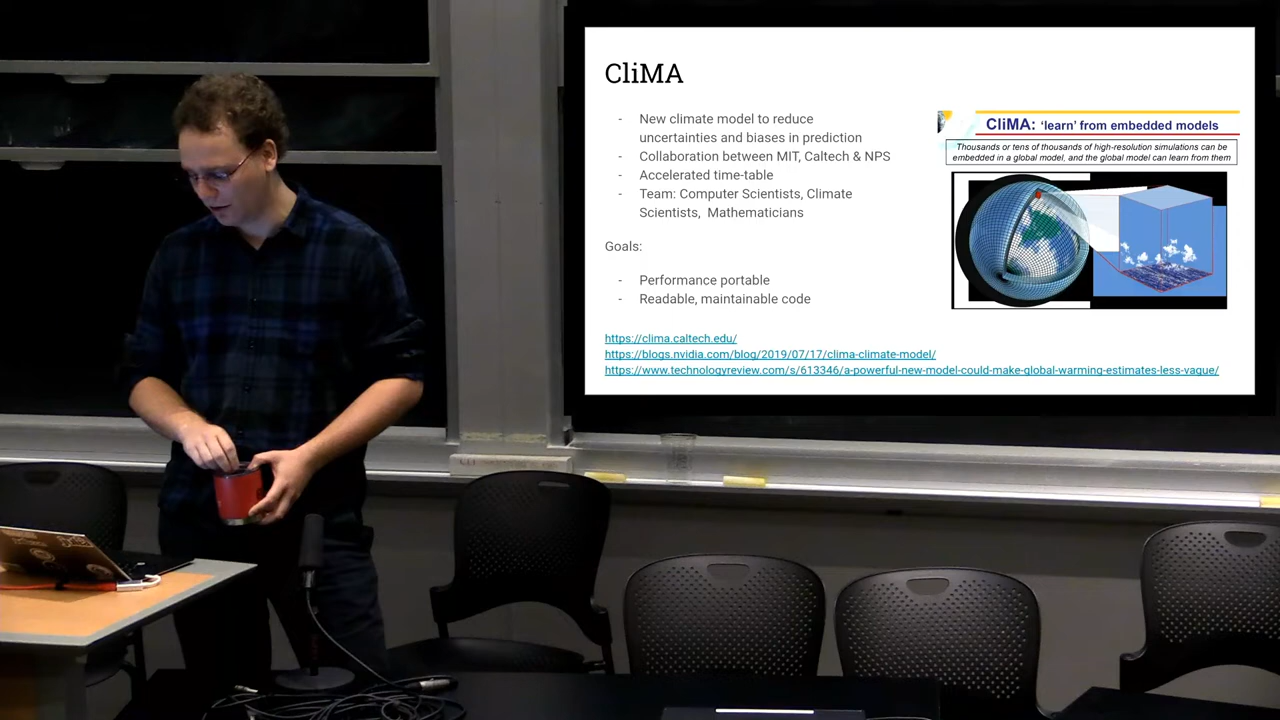 CliMA
- New climate model to reduce
uncertainties and biases in prediction
- Collaboration between MIT, Caltech & NPS
- Accelerated time-table
- Team: Computer Scientists, Climate
Scientists, Mathematicians
Goals:
- Performance portable
- Readable, maintainable code
https://clima.caltech.edu/
https://blogs.nvidia.com/blog/2019/07/17/clima-climate-model/
https://www.technologyreview.com/s/613346/a-powerful-new-model-could-make-global-warming-estimates-less-vague/
CliMA: ‘learn’ from embedded models
Thousands or tens of thousands of high-resolution simulations can be
embedded in a global model, and the global model can learn from them